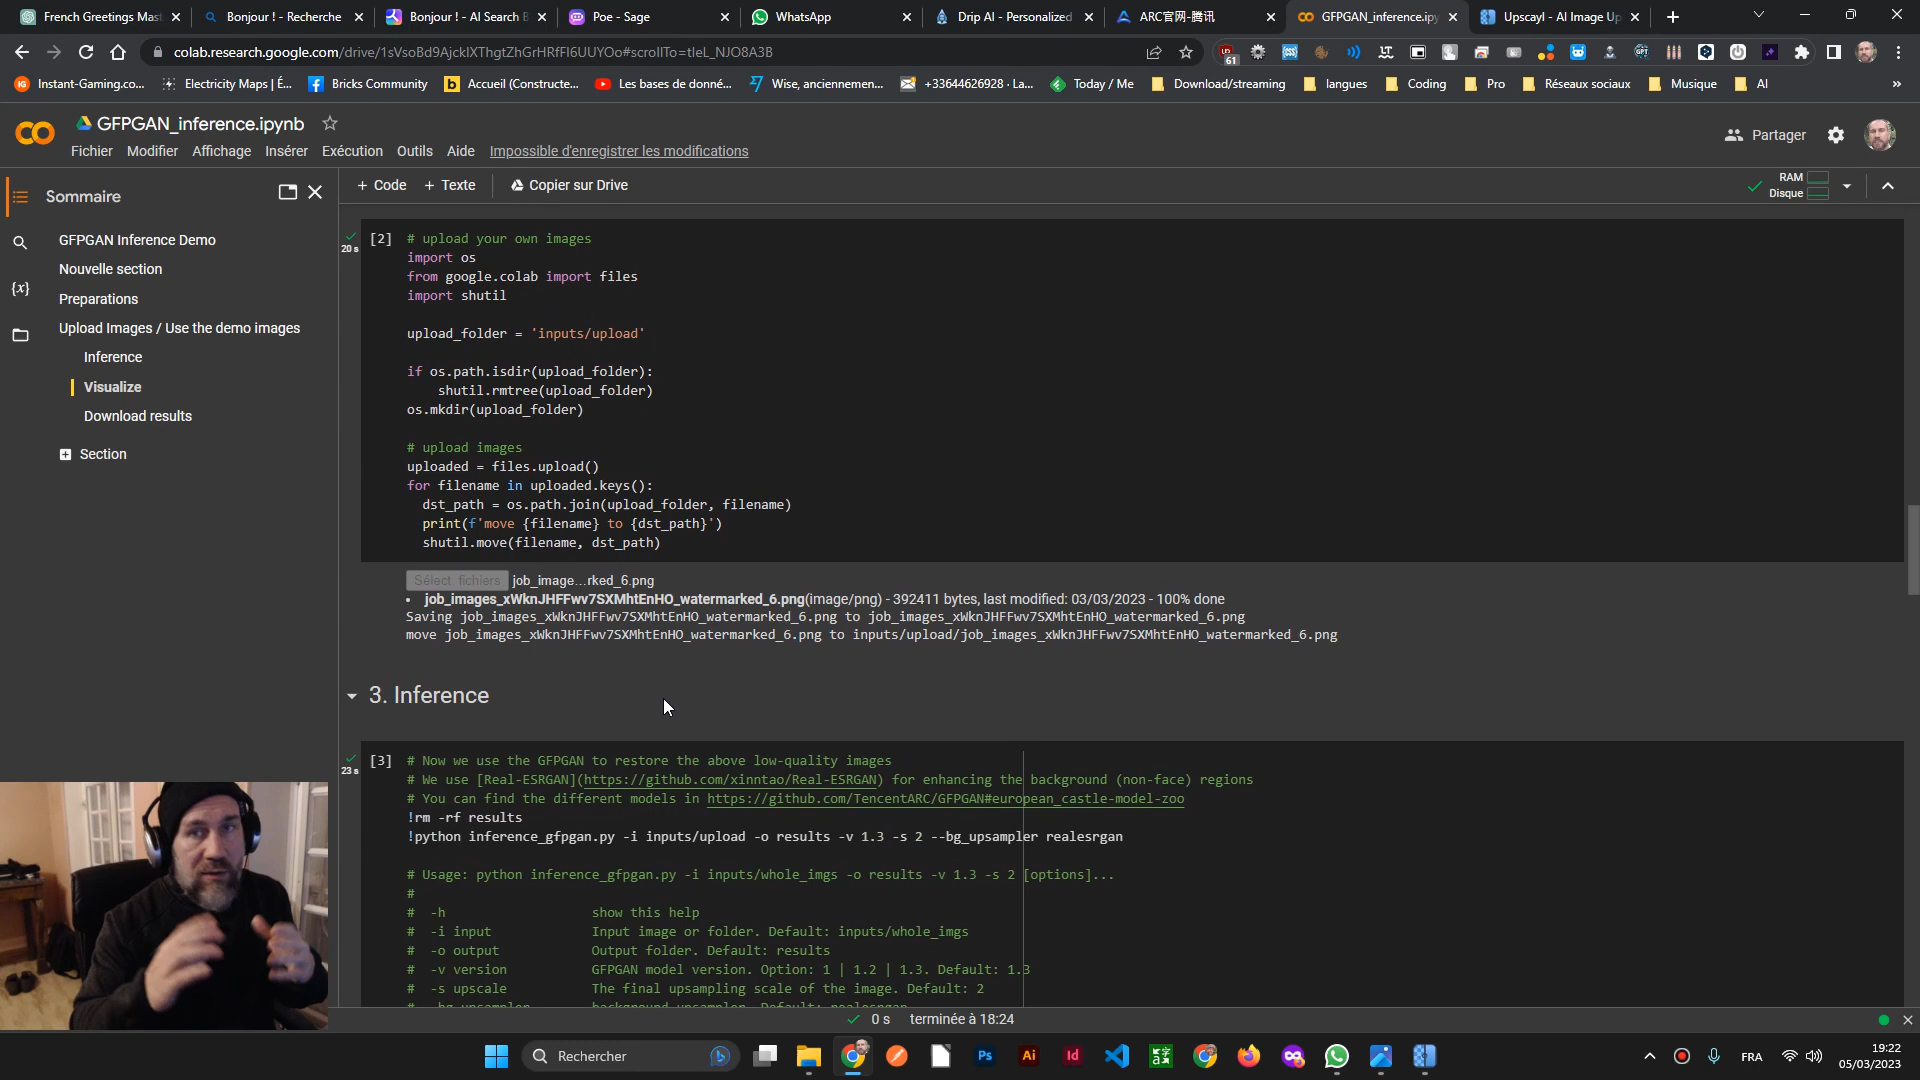 French Greetings Mast
Bonjour ! - Recherche
Bonjour ! - AI Search B
Poe - Sage
WhatsApp
Drip AI - Personalized
ARC官网-腾讯
GFPGAN_inference.ipy
Upscayl - AI Image Up
colab.research.google.com/drive/1sVsoBd9AjcklXThgtZhGrHRfFI6UUYOo#scrollTo=tIeL_NJO8A3B
61
Instant-Gaming.co...
Electricity Maps | É...
Bricks Community
Accueil (Constructe...
Les bases de donné...
Wise, anciennemen...
+33644626928 · La...
Today / Me
Download/streaming
langues
Coding
Pro
Réseaux sociaux
Musique
AI
»
GFPGAN_inference.ipynb
Partager
Fichier Modifier Affichage Insérer Exécution Outils Aide Impossible d'enregistrer les modifications
Sommaire
+ Code + Texte Copier sur Drive
RAM
Disque
GFPGAN Inference Demo
Nouvelle section
{x}
Preparations
Upload Images / Use the demo images
Inference
Visualize
Download results
Section
20 s
[2] # upload your own images
import os
from google.colab import files
import shutil
upload_folder = 'inputs/upload'
if os.path.isdir(upload_folder):
shutil.rmtree(upload_folder)
os.mkdir(upload_folder)
# upload images
uploaded = files.upload()
for filename in uploaded.keys():
dst_path = os.path.join(upload_folder, filename)
print(f'move {filename} to {dst_path}')
shutil.move(filename, dst_path)
Sélect. fichiers job_image...rked_6.png
• job_images_xWknJHFFwv7SXMhtEnHO_watermarked_6.png(image/png) - 392411 bytes, last modified: 03/03/2023 - 100% done
Saving job_images_xWknJHFFwv7SXMhtEnHO_watermarked_6.png to job_images_xWknJHFFwv7SXMhtEnHO_watermarked_6.png
move job_images_xWknJHFFwv7SXMhtEnHO_watermarked_6.png to inputs/upload/job_images_xWknJHFFwv7SXMhtEnHO_watermarked_6.png
3. Inference
23 s
[3] # Now we use the GFPGAN to restore the above low-quality images
# We use [Real-ESRGAN](https://github.com/xinntao/Real-ESRGAN) for enhancing the background (non-face) regions
# You can find the different models in https://github.com/TencentARC/GFPGAN#european_castle-model-zoo
!rm -rf results
!python inference_gfpgan.py -i inputs/upload -o results -v 1.3 -s 2 --bg_upsampler realesrgan
# Usage: python inference_gfpgan.py -i inputs/whole_imgs -o results -v 1.3 -s 2 [options]...
#
# -h show this help
# -i input Input image or folder. Default: inputs/whole_imgs
# -o output Output folder. Default: results
# -v version GFPGAN model version. Option: 1 | 1.2 | 1.3. Default: 1.3
# -s upscale The final upsampling scale of the image. Default: 2
0 s terminée à 18:24
Rechercher
Ps
Ai
Id
FRA
19:22
05/03/2023